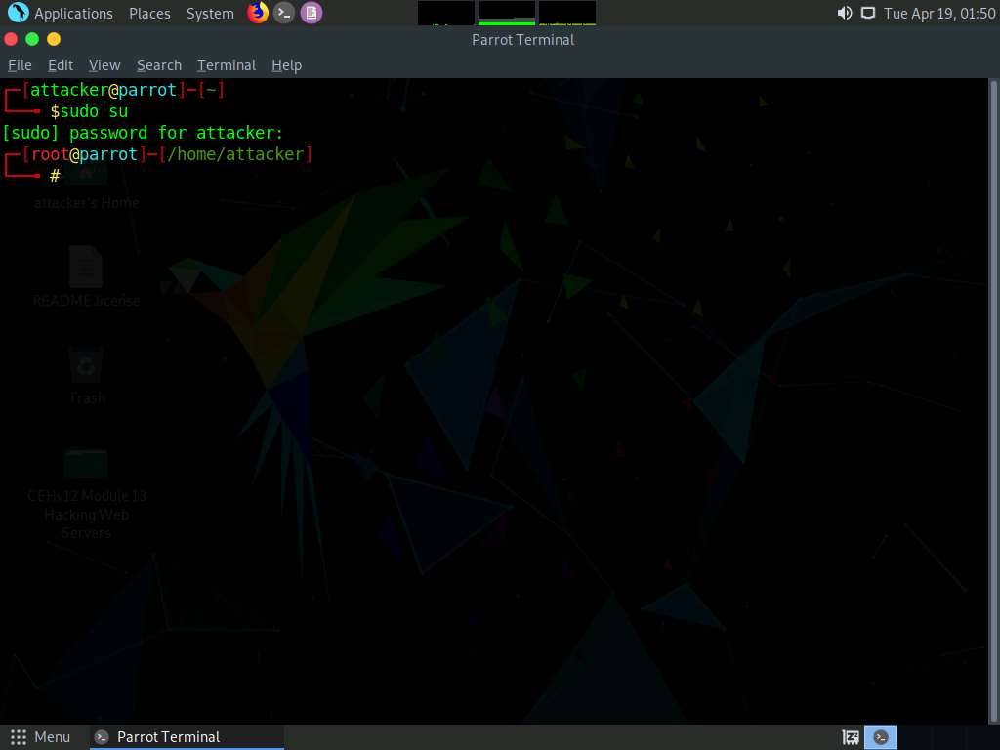 Applications Places System Tue Apr 19, 01:50
Parrot Terminal
File Edit View Search Terminal Help
┌─[attacker@parrot]─[~]
└──╼ $sudo su
[sudo] password for attacker:
┌─[root@parrot]─[/home/attacker]
└──╼ #
attacker's Home
README.license
Trash
CEHv12 Module 13
Hacking Web
Servers
Menu Parrot Terminal